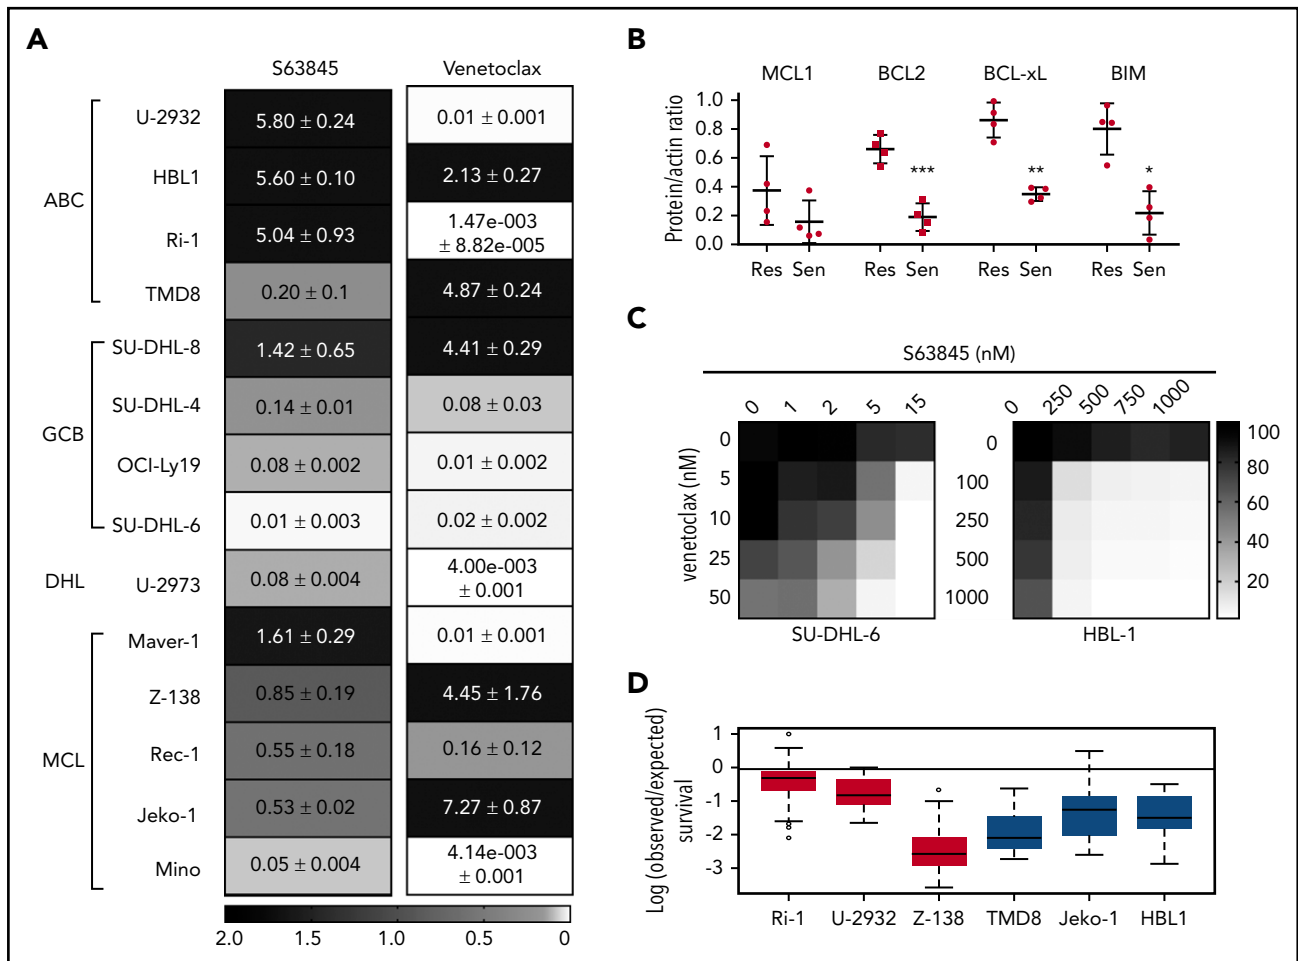 A
S63845 Venetoclax
ABC
U-2932 5.80 ± 0.24 0.01 ± 0.001
HBL1 5.60 ± 0.10 2.13 ± 0.27
Ri-1 5.04 ± 0.93 1.47e-003
± 8.82e-005
TMD8 0.20 ± 0.1 4.87 ± 0.24
GCB
SU-DHL-8 1.42 ± 0.65 4.41 ± 0.29
SU-DHL-4 0.14 ± 0.01 0.08 ± 0.03
OCI-Ly19 0.08 ± 0.002 0.01 ± 0.002
SU-DHL-6 0.01 ± 0.003 0.02 ± 0.002
DHL
U-2973 0.08 ± 0.004 4.00e-003
± 0.001
MCL
Maver-1 1.61 ± 0.29 0.01 ± 0.001
Z-138 0.85 ± 0.19 4.45 ± 1.76
Rec-1 0.55 ± 0.18 0.16 ± 0.12
Jeko-1 0.53 ± 0.02 7.27 ± 0.87
Mino 0.05 ± 0.004 4.14e-003
± 0.001
2.0 1.0 0.5 0
B
MCL1 BCL2 BCL-xL BIM
Protein/actin ratio
1.0
0.8
0.6
0.4
0.2
0.0
*** ** *
Res Sen Res Sen Res Sen Res Sen
C
S63845 (nM)
0 1 2 5 15
0 250 500 750 1000
venetoclax (nM)
0
5
10
25
50
0
100
250
500
1000
100
80
60
40
20
SU-DHL-6 HBL-1
D
Log (observed/expected)
survival
1
0
-1
-2
-3
Ri-1 U-2932 Z-138 TMD8 Jeko-1 HBL1